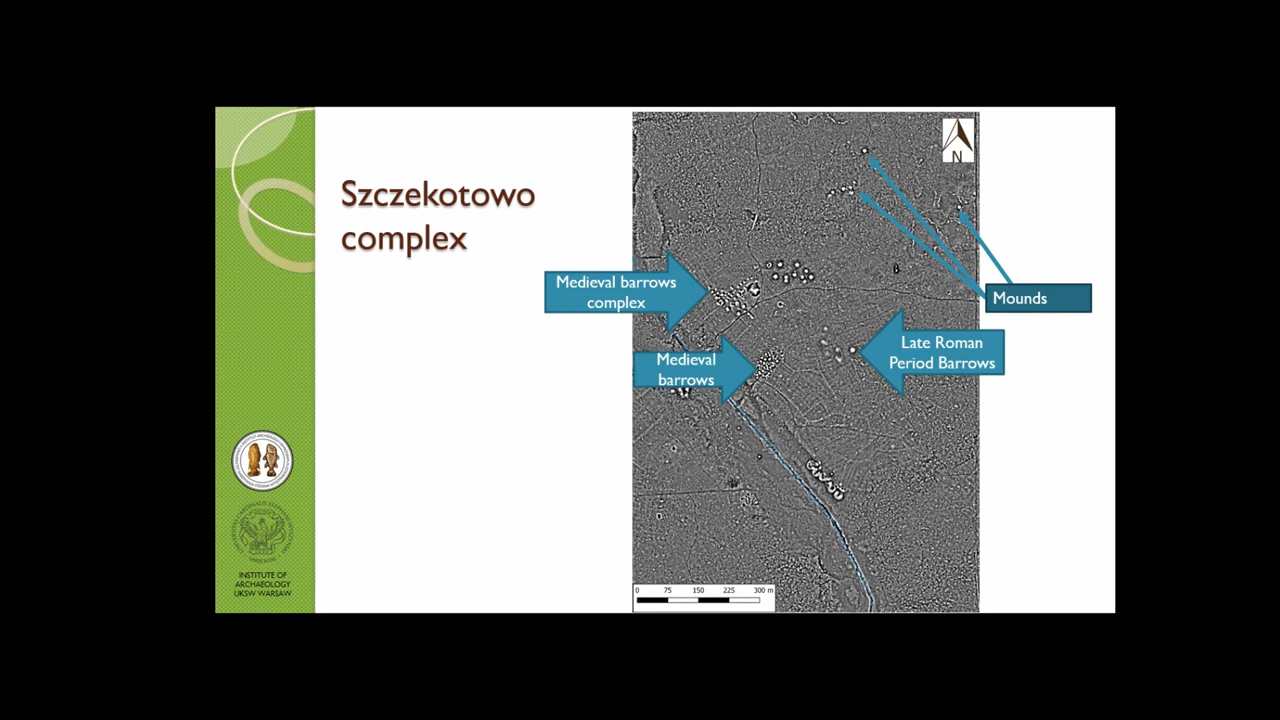 Szczekotowo
complex
N
Medieval barrows
complex
Mounds
Late Roman
Period Barrows
Medieval
barrows
INSTITUTE OF
ARCHAEOLOGY
UKSW WARSAW
0 75 150 225 300 m